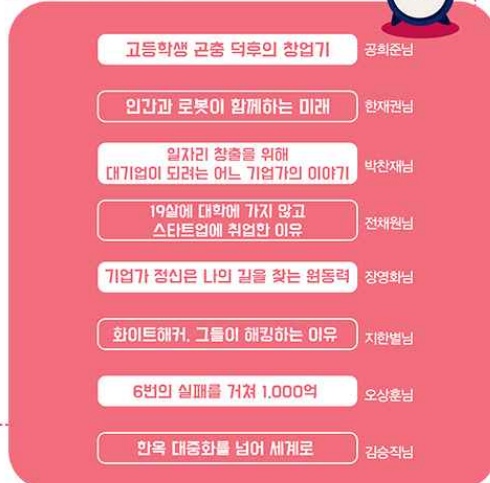 고등학생 곤충 덕후의 창업기 공희준님
인간과 로봇이 함께하는 미래 한재권님
일자리 창출을 위해
대기업이 되려는 어느 기업가의 이야기 박찬재님
19살에 대학에 가지 않고
스타트업에 취업한 이유 전채원님
기업가 정신은 나의 길을 찾는 원동력 장영화님
화이트해커, 그들이 해킹하는 이유 지한별님
6번의 실패를 거쳐 1,000억 오상훈님
한옥 대중화를 넘어 세계로 김승직님